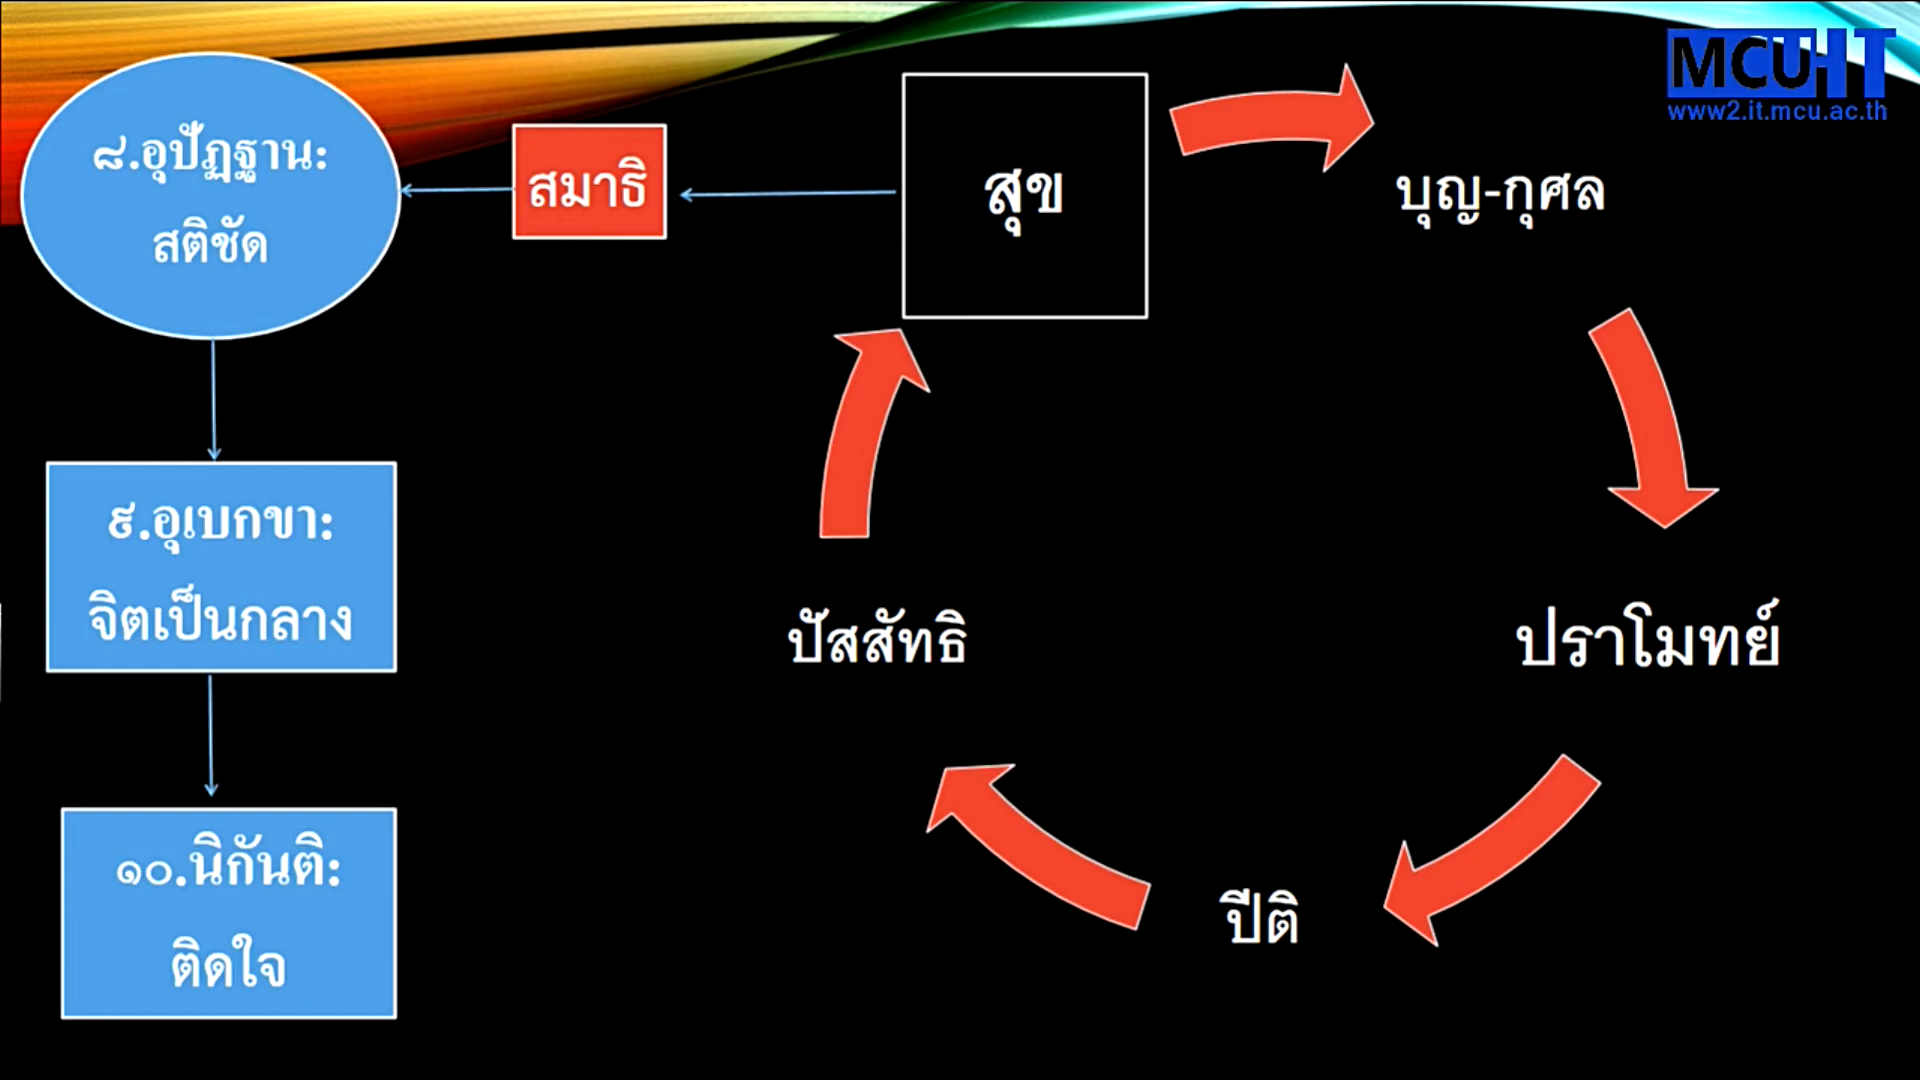 MCU-IT
www2.it.mcu.ac.th
๘.อุปัฏฐาน:
สติชัด
สมาธิ
สุข
บุญ-กุศล
๙.อุเบกขา:
จิตเป็นกลาง
ปัสสัทธิ
ปราโมทย์
๑๐.นิกันติ:
ติดใจ
ปีติ